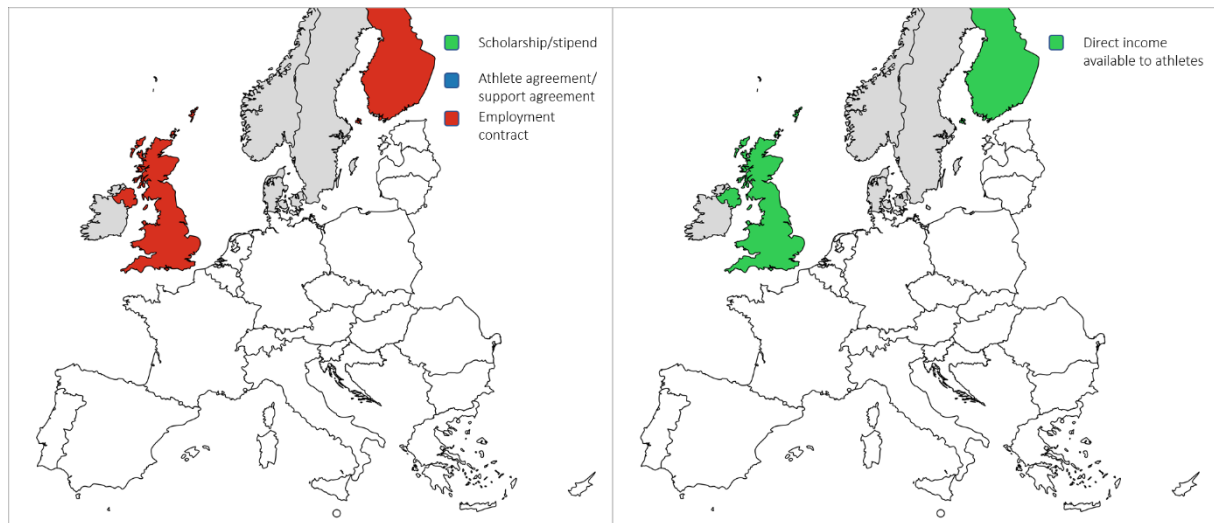 Scholarship/stipend
Athlete agreement/
support agreement
Employment
contract
Direct income
available to athletes